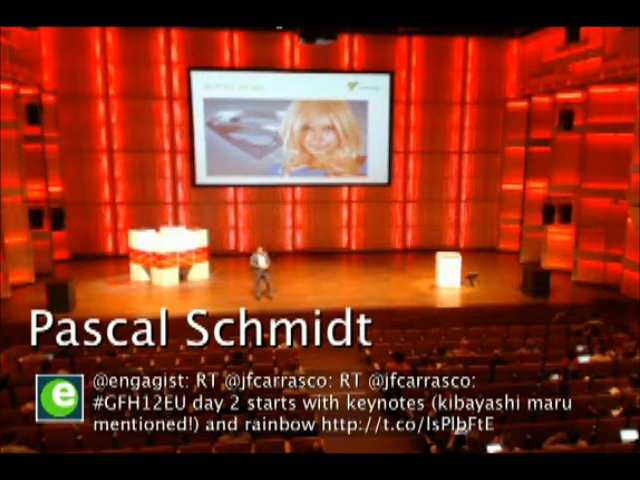 Pascal Schmidt
@engagist: RT @jfcarrasco: RT @jfcarrasco:
#GFH12EU day 2 starts with keynotes (kibayashi maru
mentioned!) and rainbow http://t.co/lsPlbFtE